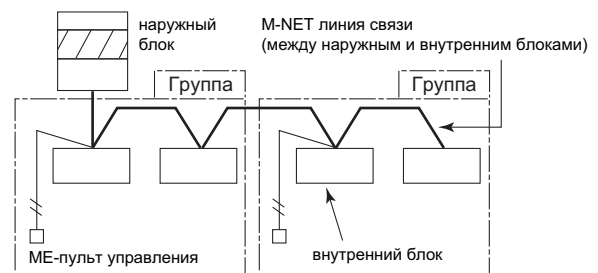 наружный
блок
M-NET линия связи
(между наружным и внутренним блоками)
Группа
Группа
МЕ-пульт управления
внутренний блок